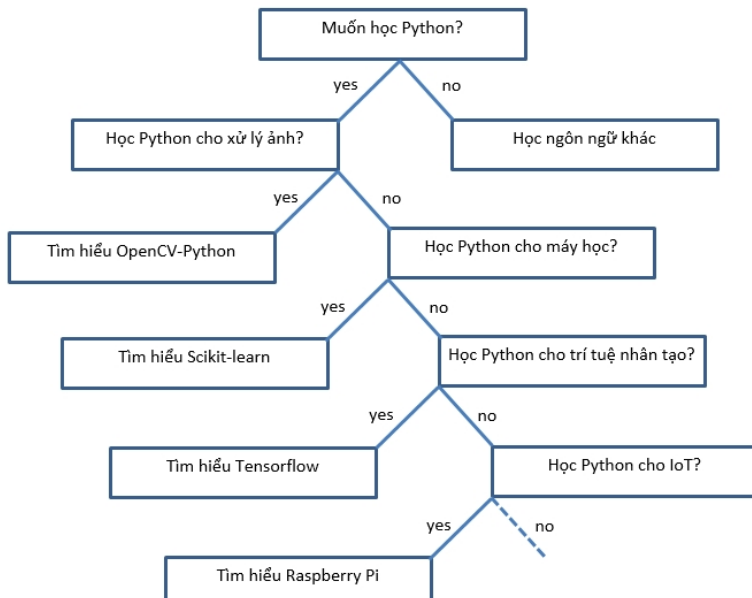 Muốn học Python?
yes
no
Học Python cho xử lý ảnh?
Học ngôn ngữ khác
yes
no
Tìm hiểu OpenCV-Python
Học Python cho máy học?
yes
no
Tìm hiểu Scikit-learn
Học Python cho trí tuệ nhân tạo?
yes
no
Tìm hiểu Tensorflow
Học Python cho IoT?
yes
no
Tìm hiểu Raspberry Pi